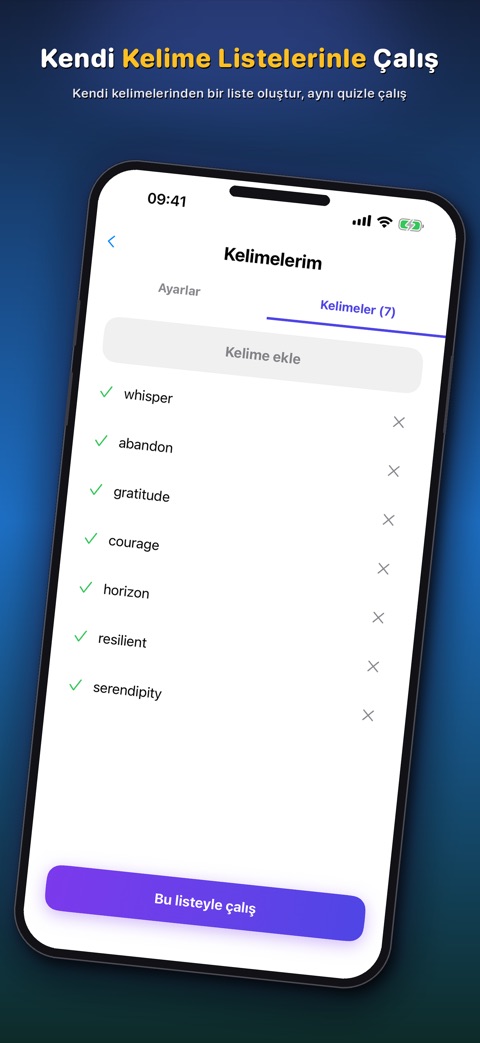 Kendi Kelime Listelerinle Çalış
Kendi kelimelerinden bir liste oluştur, aynı quizle çalış
09:41
Kelimelerim
Ayarlar
Kelimeler (7)
Kelime ekle
whisper
abandon
gratitude
courage
horizon
resilient
serendipity
Bu listeyle çalış